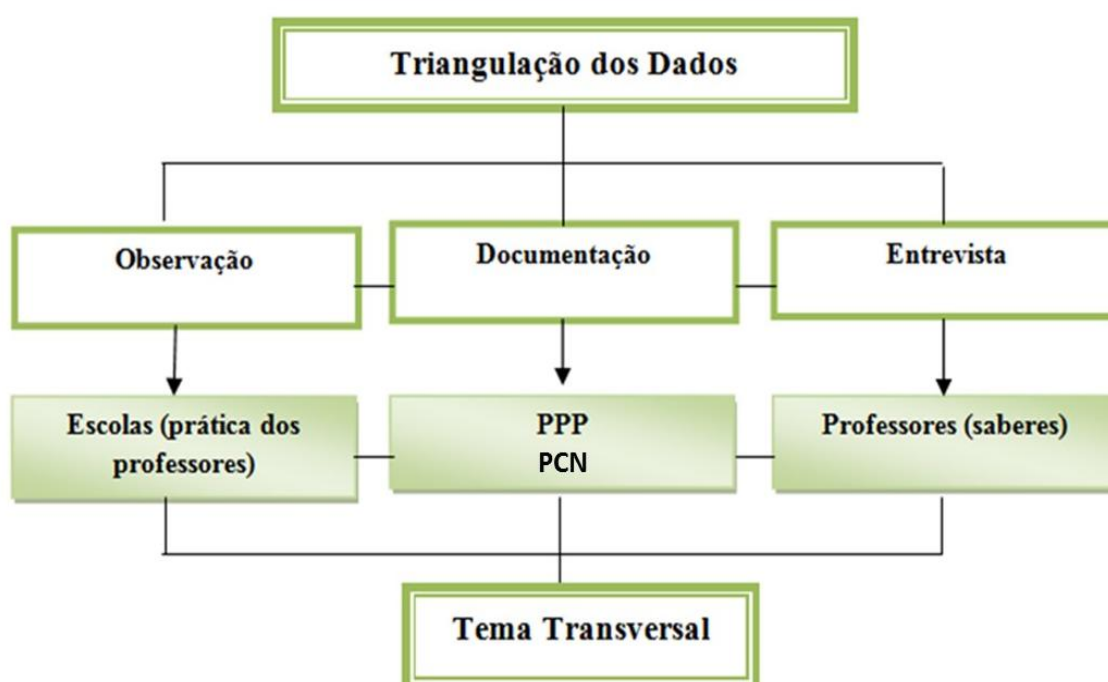 Triangulação dos Dados
Observação
Documentação
Entrevista
Escolas (prática dos
professores)
PPP
PCN
Professores (saberes)
Tema Transversal